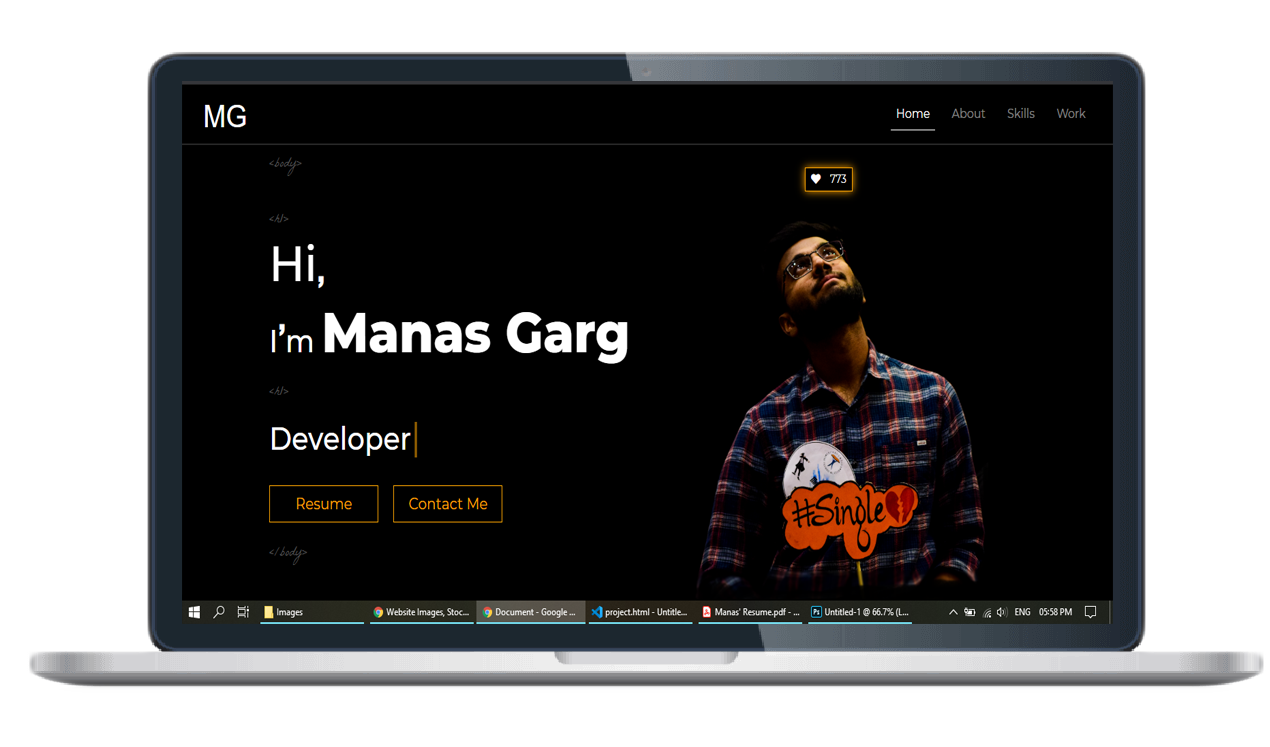 MG
Home About Skills Work
<body>
773
<h1>
Hi,
I'm Manas Garg
Developer
Resume Contact Me
#Single
</body>
Images
Website Images, Stoc...
Document - Google ...
project.html - Untitle...
Manas' Resume.pdf - ...
Ps
Untitled-1 @ 66.7% (L...
ENG
05:58 PM